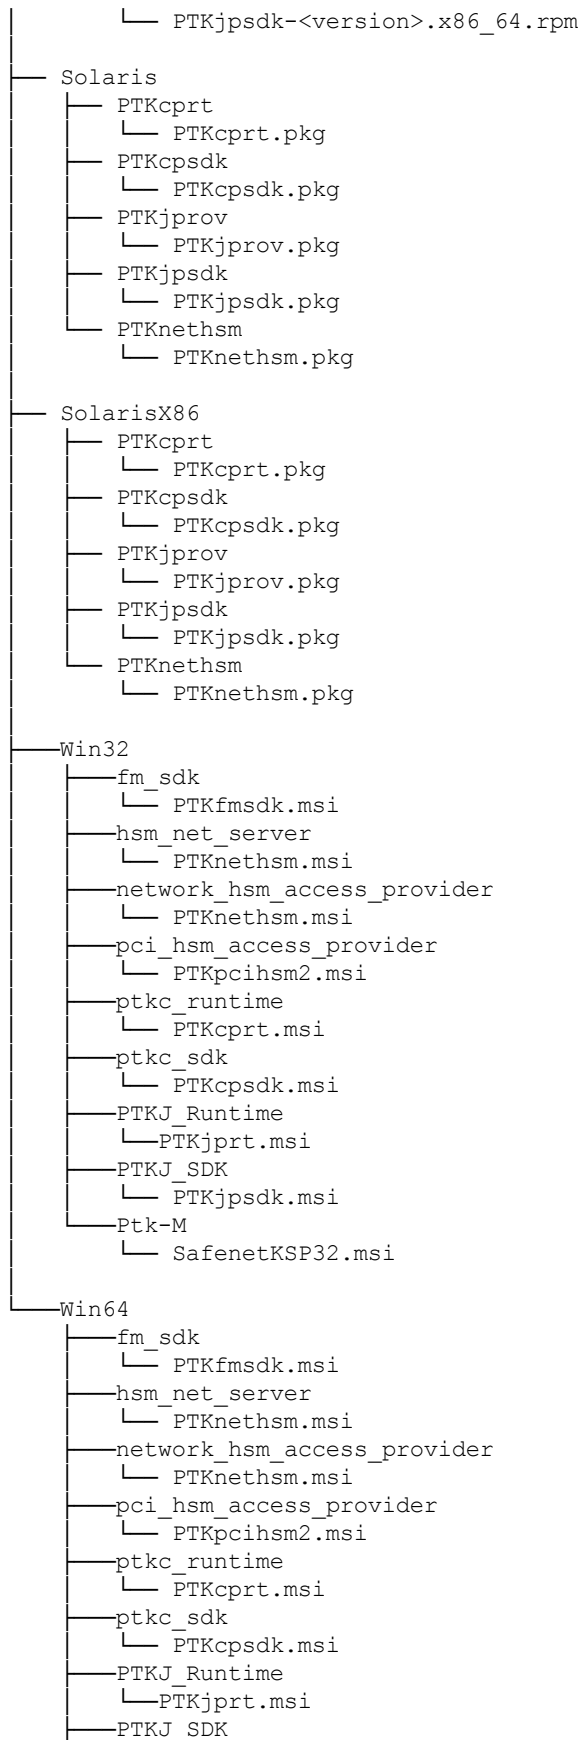 │       └── PTKjpsdk-<version>.x86_64.rpm
│
├── Solaris
│   ├── PTKcprt
│   │   └── PTKcprt.pkg
│   ├── PTKcpsdk
│   │   └── PTKcpsdk.pkg
│   ├── PTKjprov
│   │   └── PTKjprov.pkg
│   ├── PTKjpsdk
│   │   └── PTKjpsdk.pkg
│   └── PTKnethsm
│       └── PTKnethsm.pkg
│
├── SolarisX86
│   ├── PTKcprt
│   │   └── PTKcprt.pkg
│   ├── PTKcpsdk
│   │   └── PTKcpsdk.pkg
│   ├── PTKjprov
│   │   └── PTKjprov.pkg
│   ├── PTKjpsdk
│   │   └── PTKjpsdk.pkg
│   └── PTKnethsm
│       └── PTKnethsm.pkg
│
├───Win32
│   ├───fm_sdk
│   │   └── PTKfmsdk.msi
│   ├───hsm_net_server
│   │   └── PTKnethsm.msi
│   ├───network_hsm_access_provider
│   │   └── PTKnethsm.msi
│   ├───pci_hsm_access_provider
│   │   └── PTKpcihsm2.msi
│   ├───ptkc_runtime
│   │   └── PTKcprt.msi
│   ├───ptkc_sdk
│   │   └── PTKcpsdk.msi
│   ├───PTKJ_Runtime
│   │   └──PTKjprt.msi
│   ├───PTKJ_SDK
│   │   └── PTKjpsdk.msi
│   └───Ptk-M
│       └── SafenetKSP32.msi
│
└───Win64
    ├───fm_sdk
    │   └── PTKfmsdk.msi
    ├───hsm_net_server
    │   └── PTKnethsm.msi
    ├───network_hsm_access_provider
    │   └── PTKnethsm.msi
    ├───pci_hsm_access_provider
    │   └── PTKpcihsm2.msi
    ├───ptkc_runtime
    │   └── PTKcprt.msi
    ├───ptkc_sdk
    │   └── PTKcpsdk.msi
    ├───PTKJ_Runtime
    │   └──PTKjprt.msi
    ├───PTKJ_SDK